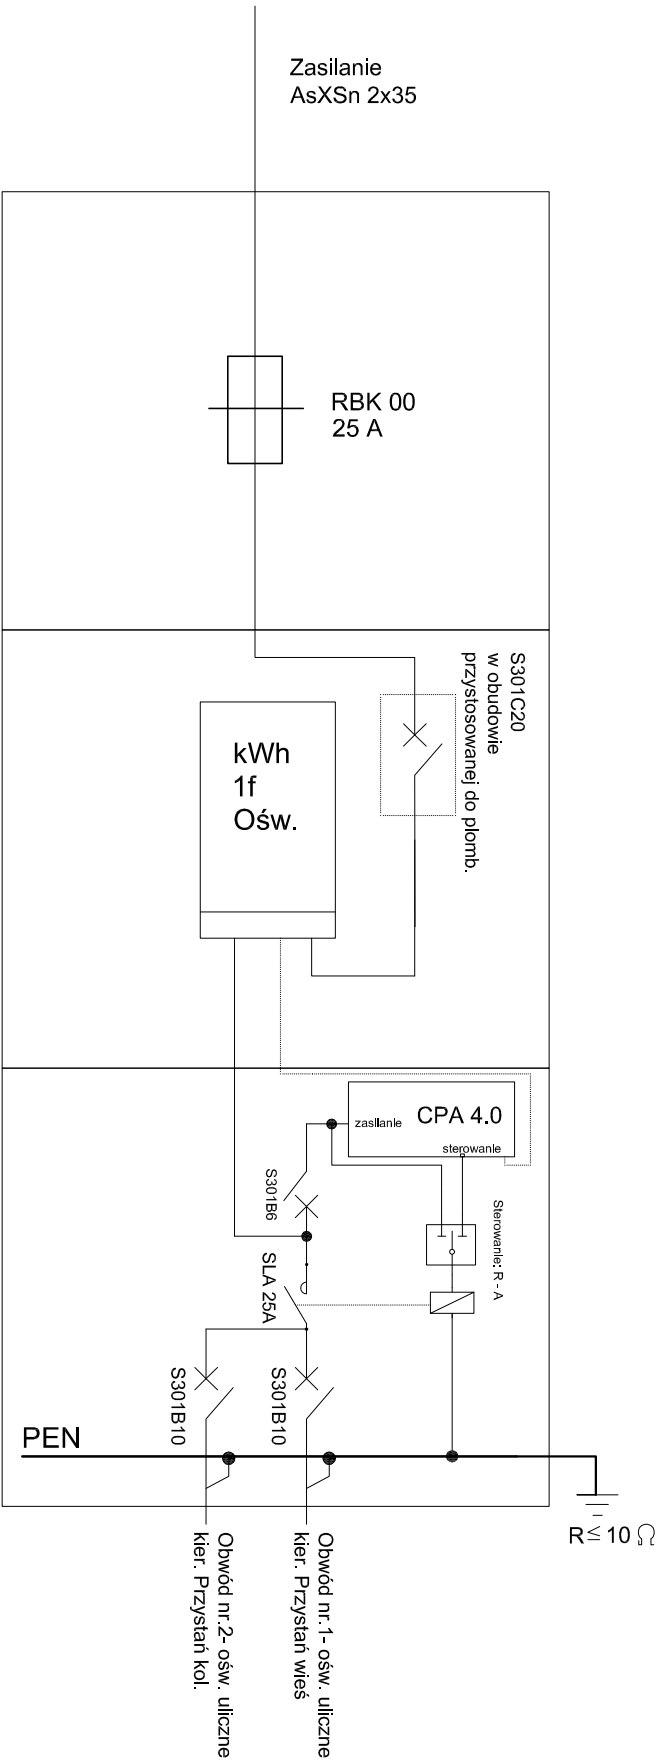 Zasilanie
AsXSn 2x35
RBK 00
25 A
S301C20
w obudowie
przystosowanej do plomb.
kWh
1f
Ośw.
CPA 4.0
zasilanie
sterowanie
S301B6
Sterowanie: R - A
SLA 25A
S301B10
S301B10
PEN
R≤ 10 Ω
Obwód nr.1- ośw. uliczne
kier. Przystań wieś
Obwód nr.2- ośw. uliczne
kier. Przystań kol.